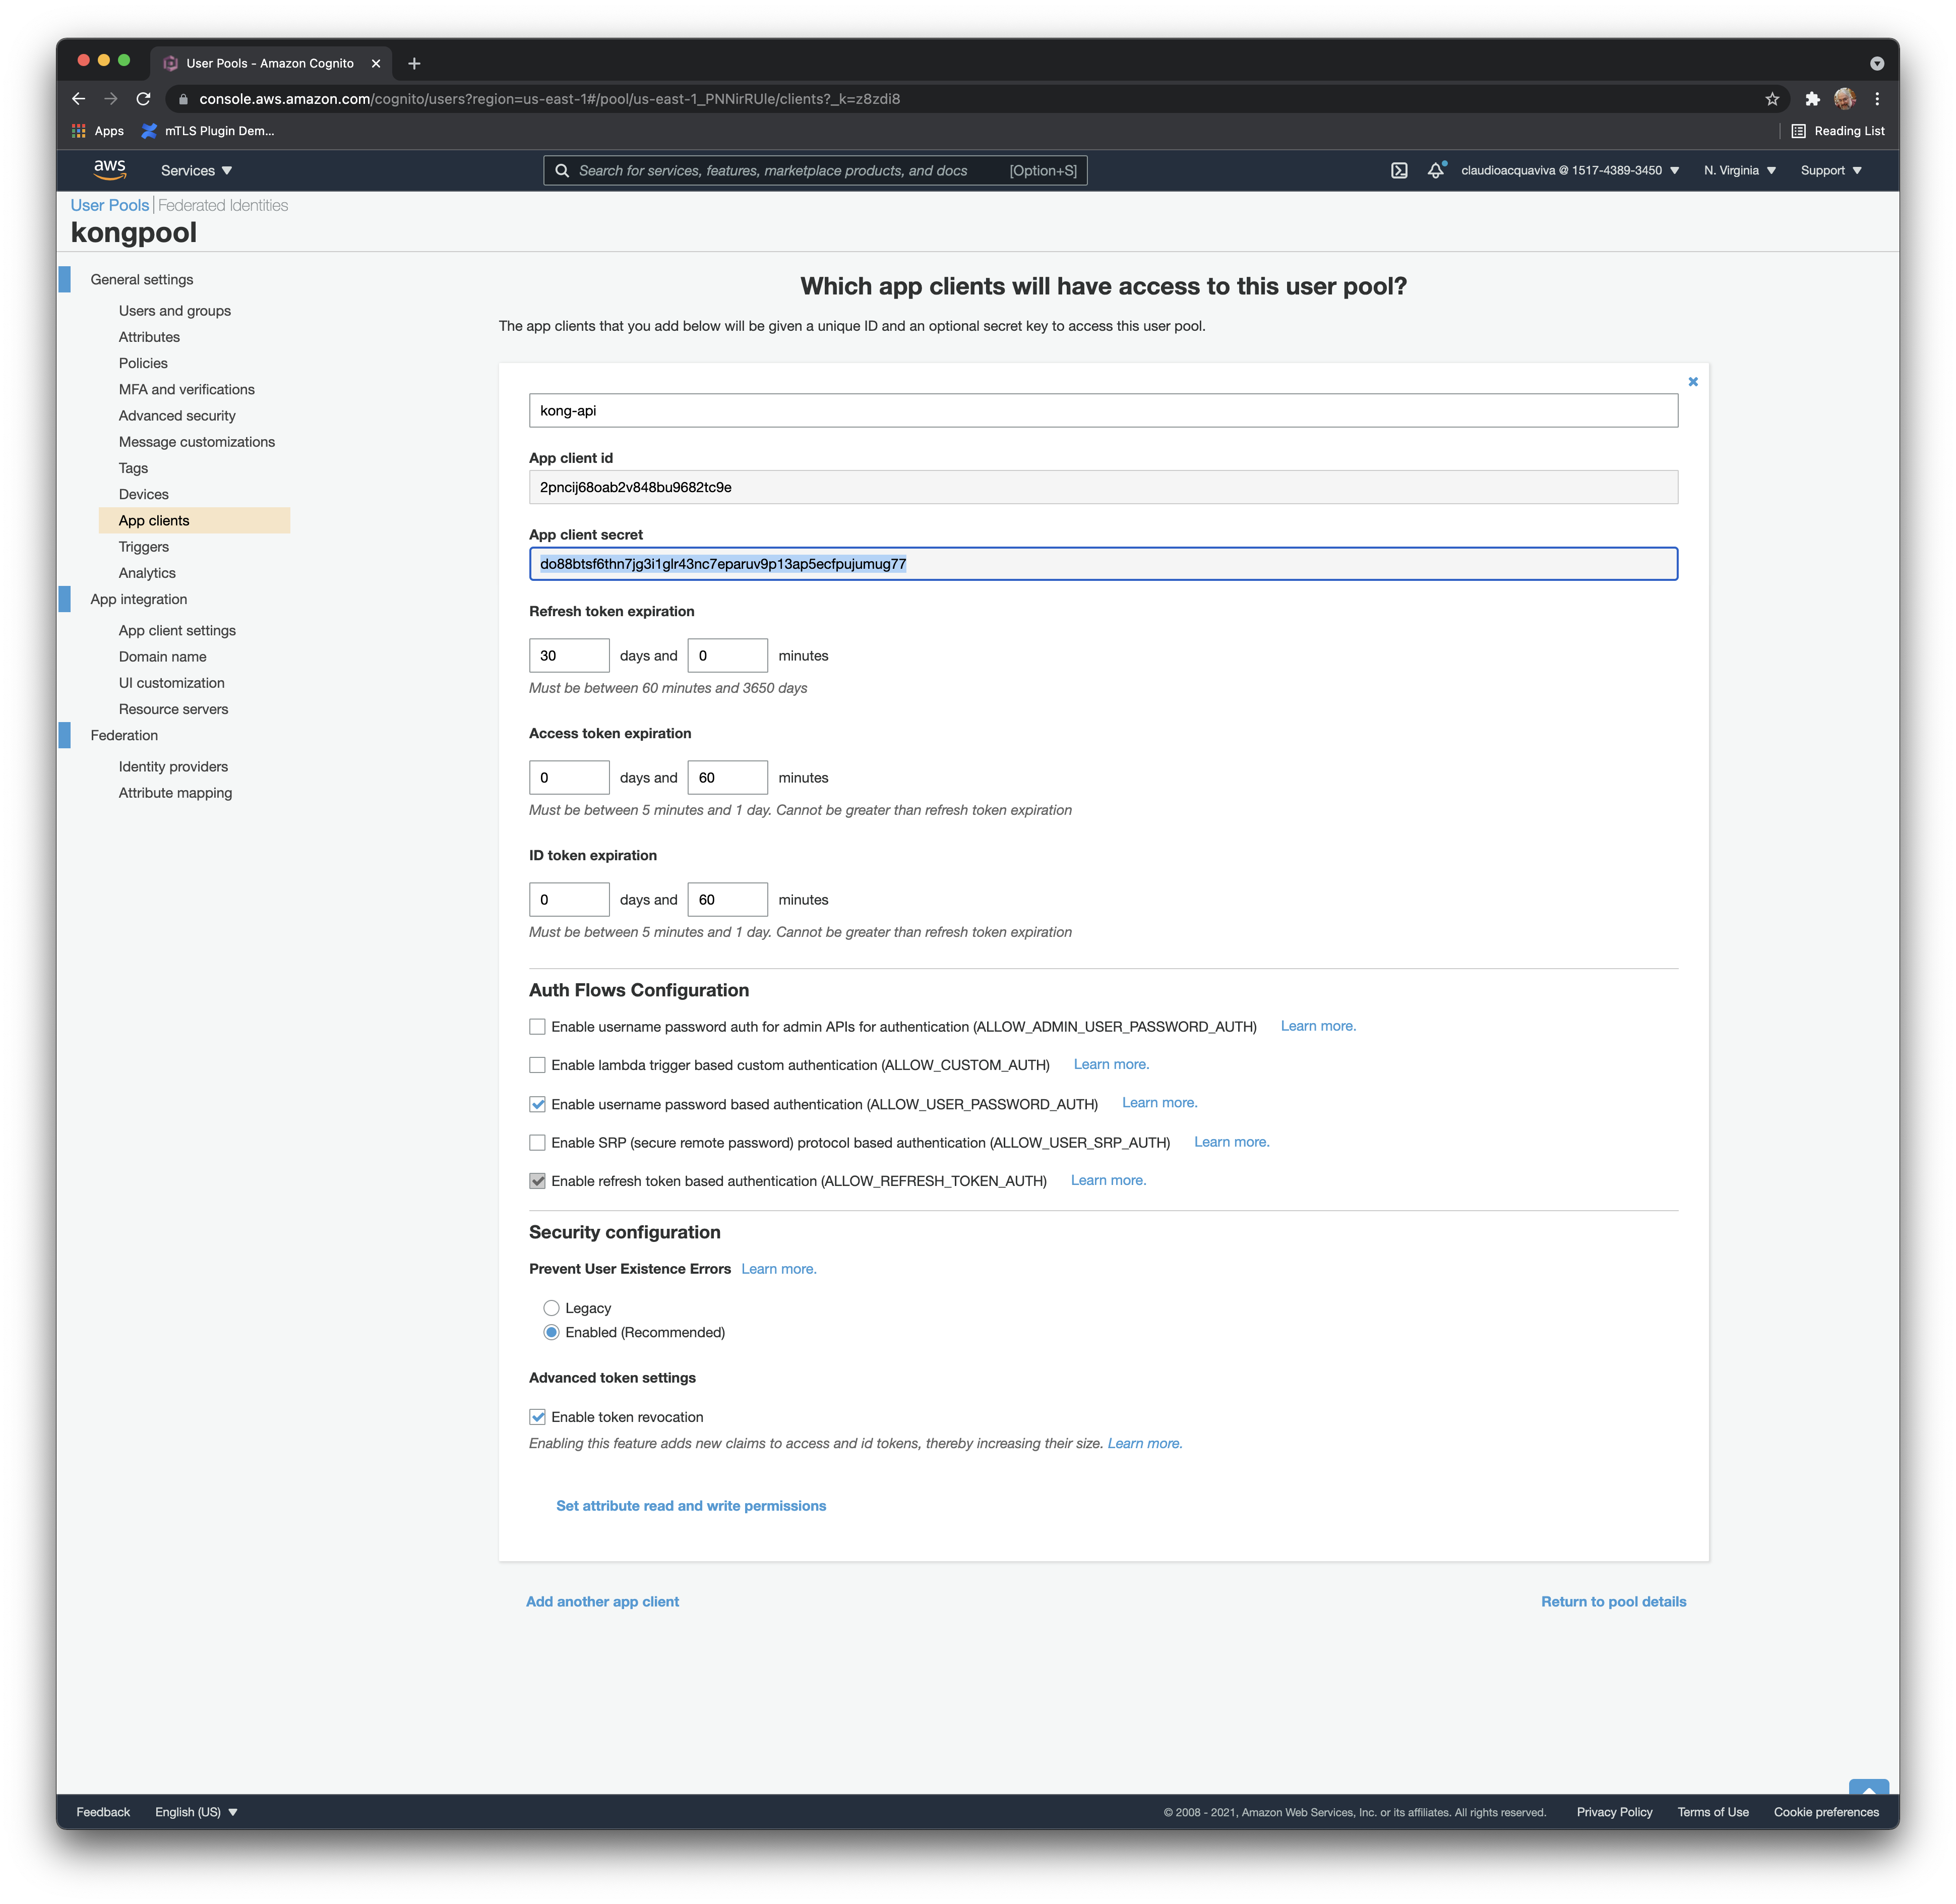 User Pools - Amazon Cognito
console.aws.amazon.com/cognito/users?region=us-east-1#/pool/us-east-1_PNNirRUle/clients?_k=z8zdi8
Apps
mTLS Plugin Dem...
Reading List
aws
Services
Search for services, features, marketplace products, and docs
[Option+S]
claudioacquaviva @ 1517-4389-3450
N. Virginia
Support
User Pools | Federated Identities
kongpool
General settings
Users and groups
Attributes
Policies
MFA and verifications
Advanced security
Message customizations
Tags
Devices
App clients
Triggers
Analytics
App integration
App client settings
Domain name
UI customization
Resource servers
Federation
Identity providers
Attribute mapping
Which app clients will have access to this user pool?
The app clients that you add below will be given a unique ID and an optional secret key to access this user pool.
kong-api
App client id
2pncij68oab2v848bu9682tc9e
App client secret
do88btsf6thn7jg3i1glr43nc7eparuv9p13ap5ecfpujumug77
Refresh token expiration
30 days and 0 minutes
Must be between 60 minutes and 3650 days
Access token expiration
0 days and 60 minutes
Must be between 5 minutes and 1 day. Cannot be greater than refresh token expiration
ID token expiration
0 days and 60 minutes
Must be between 5 minutes and 1 day. Cannot be greater than refresh token expiration
Auth Flows Configuration
Enable username password auth for admin APIs for authentication (ALLOW_ADMIN_USER_PASSWORD_AUTH) Learn more.
Enable lambda trigger based custom authentication (ALLOW_CUSTOM_AUTH) Learn more.
Enable username password based authentication (ALLOW_USER_PASSWORD_AUTH) Learn more.
Enable SRP (secure remote password) protocol based authentication (ALLOW_USER_SRP_AUTH) Learn more.
Enable refresh token based authentication (ALLOW_REFRESH_TOKEN_AUTH) Learn more.
Security configuration
Prevent User Existence Errors Learn more.
Legacy
Enabled (Recommended)
Advanced token settings
Enable token revocation
Enabling this feature adds new claims to access and id tokens, thereby increasing their size. Learn more.
Set attribute read and write permissions
Add another app client
Return to pool details
Feedback
English (US)
© 2008 - 2021, Amazon Web Services, Inc. or its affiliates. All rights reserved.
Privacy Policy
Terms of Use
Cookie preferences